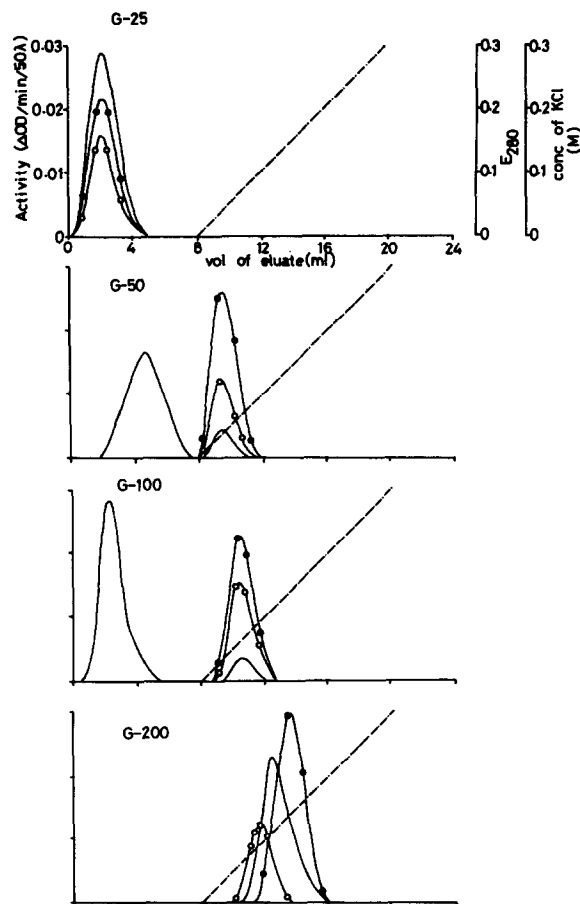 G-25
Activity (ΔOD/min/50λ)
0.03
0.02
0.01
0
0 4 8 12 16 20 24
vol of eluate(ml)
0.3
0.2
0.1
0
E280
0.3
0.2
0.1
0
conc of KCl
(M)
G-50
G-100
G-200